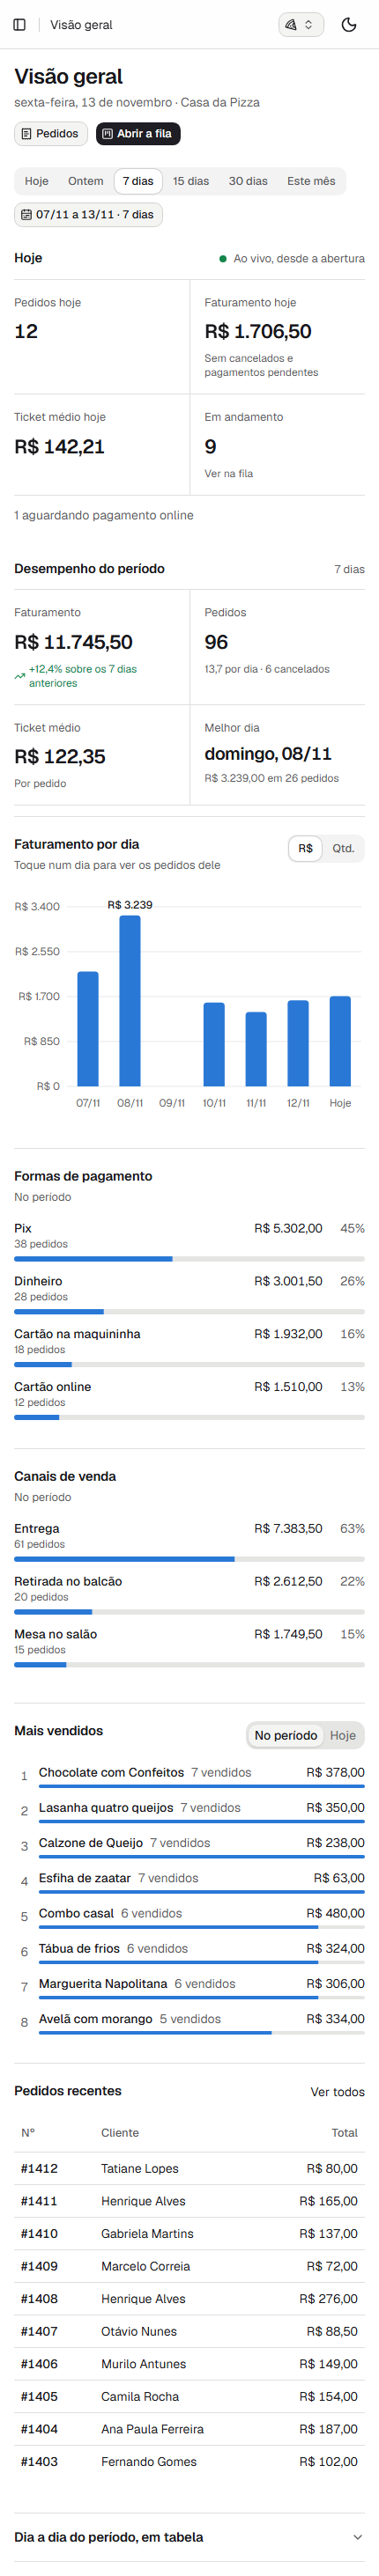 Visão geral
Visão geral
sexta-feira, 13 de novembro · Casa da Pizza
Pedidos
Abrir a fila
Hoje Ontem 7 dias 15 dias 30 dias Este mês
07/11 a 13/11 · 7 dias
Hoje
Ao vivo, desde a abertura
Pedidos hoje
12
Faturamento hoje
R$ 1.706,50
Sem cancelados e
pagamentos pendentes
Ticket médio hoje
R$ 142,21
Em andamento
9
Ver na fila
1 aguardando pagamento online
Desempenho do período
7 dias
Faturamento
R$ 11.745,50
+12,4% sobre os 7 dias
anteriores
Pedidos
96
13,7 por dia · 6 cancelados
Ticket médio
R$ 122,35
Por pedido
Melhor dia
domingo, 08/11
R$ 3.239,00 em 26 pedidos
Faturamento por dia
Toque num dia para ver os pedidos dele
R$ Qtd.
R$ 3.400
R$ 3.239
R$ 2.550
R$ 1.700
R$ 850
R$ 0
07/11 08/11 09/11 10/11 11/11 12/11 Hoje
Formas de pagamento
No período
Pix R$ 5.302,00 45%
38 pedidos
Dinheiro R$ 3.001,50 26%
28 pedidos
Cartão na maquininha R$ 1.932,00 16%
18 pedidos
Cartão online R$ 1.510,00 13%
12 pedidos
Canais de venda
No período
Entrega R$ 7.383,50 63%
61 pedidos
Retirada no balcão R$ 2.612,50 22%
20 pedidos
Mesa no salão R$ 1.749,50 15%
15 pedidos
Mais vendidos
No período Hoje
1 Chocolate com Confeitos 7 vendidos R$ 378,00
2 Lasanha quatro queijos 7 vendidos R$ 350,00
3 Calzone de Queijo 7 vendidos R$ 238,00
4 Esfiha de zaatar 7 vendidos R$ 63,00
5 Combo casal 6 vendidos R$ 480,00
6 Tábua de frios 6 vendidos R$ 324,00
7 Marguerita Napolitana 6 vendidos R$ 306,00
8 Avelã com morango 5 vendidos R$ 334,00
Pedidos recentes
Ver todos
N° Cliente Total
#1412 Tatiane Lopes R$ 80,00
#1411 Henrique Alves R$ 165,00
#1410 Gabriela Martins R$ 137,00
#1409 Marcelo Correia R$ 72,00
#1408 Henrique Alves R$ 276,00
#1407 Otávio Nunes R$ 88,50
#1406 Murilo Antunes R$ 149,00
#1405 Camila Rocha R$ 154,00
#1404 Ana Paula Ferreira R$ 187,00
#1403 Fernando Gomes R$ 102,00
Dia a dia do período, em tabela